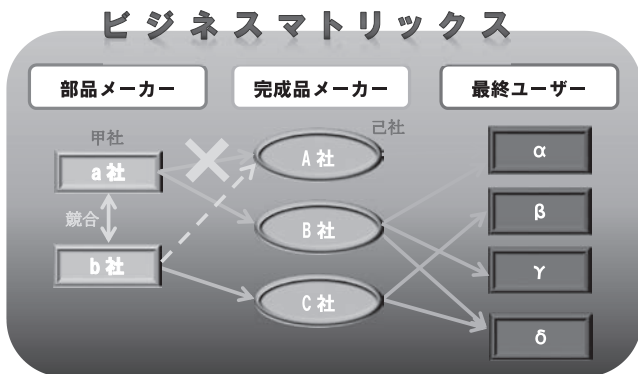 ビジネスマトリックス
部品メーカー
完成品メーカー
最終ユーザー
甲社
a社
競合
b社
己社
A社
B社
C社
α
β
γ
δ